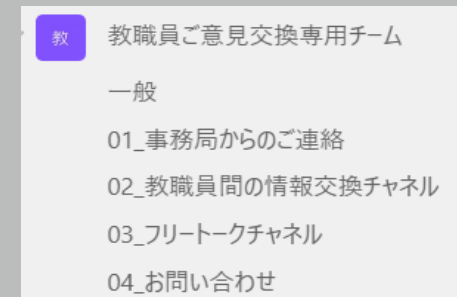 教 教職員ご意見交換専用チーム
一般
01_事務局からのご連絡
02_教職員間の情報交換チャネル
03_フリートークチャネル
04_お問い合わせ